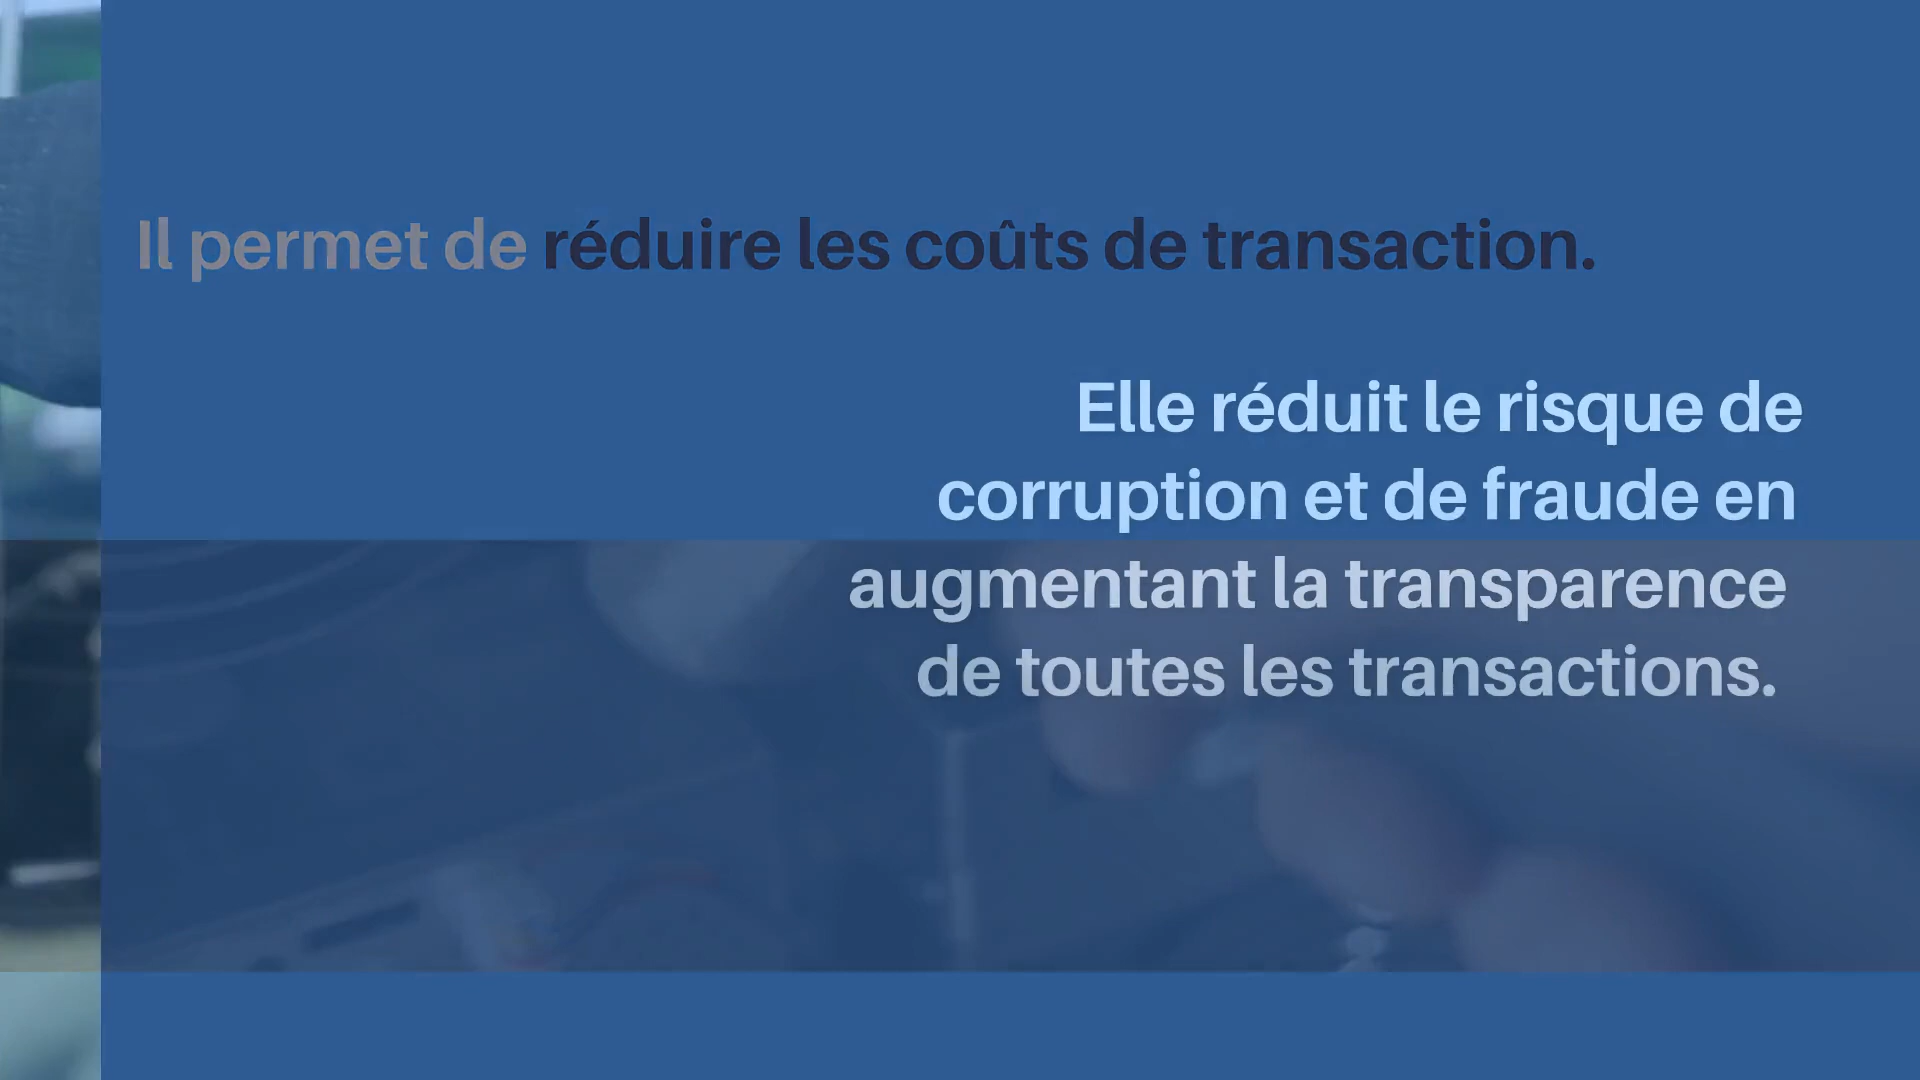 Il permet de réduire les coûts de transaction.
Elle réduit le risque de
corruption et de fraude en
augmentant la transparence
de toutes les transactions.